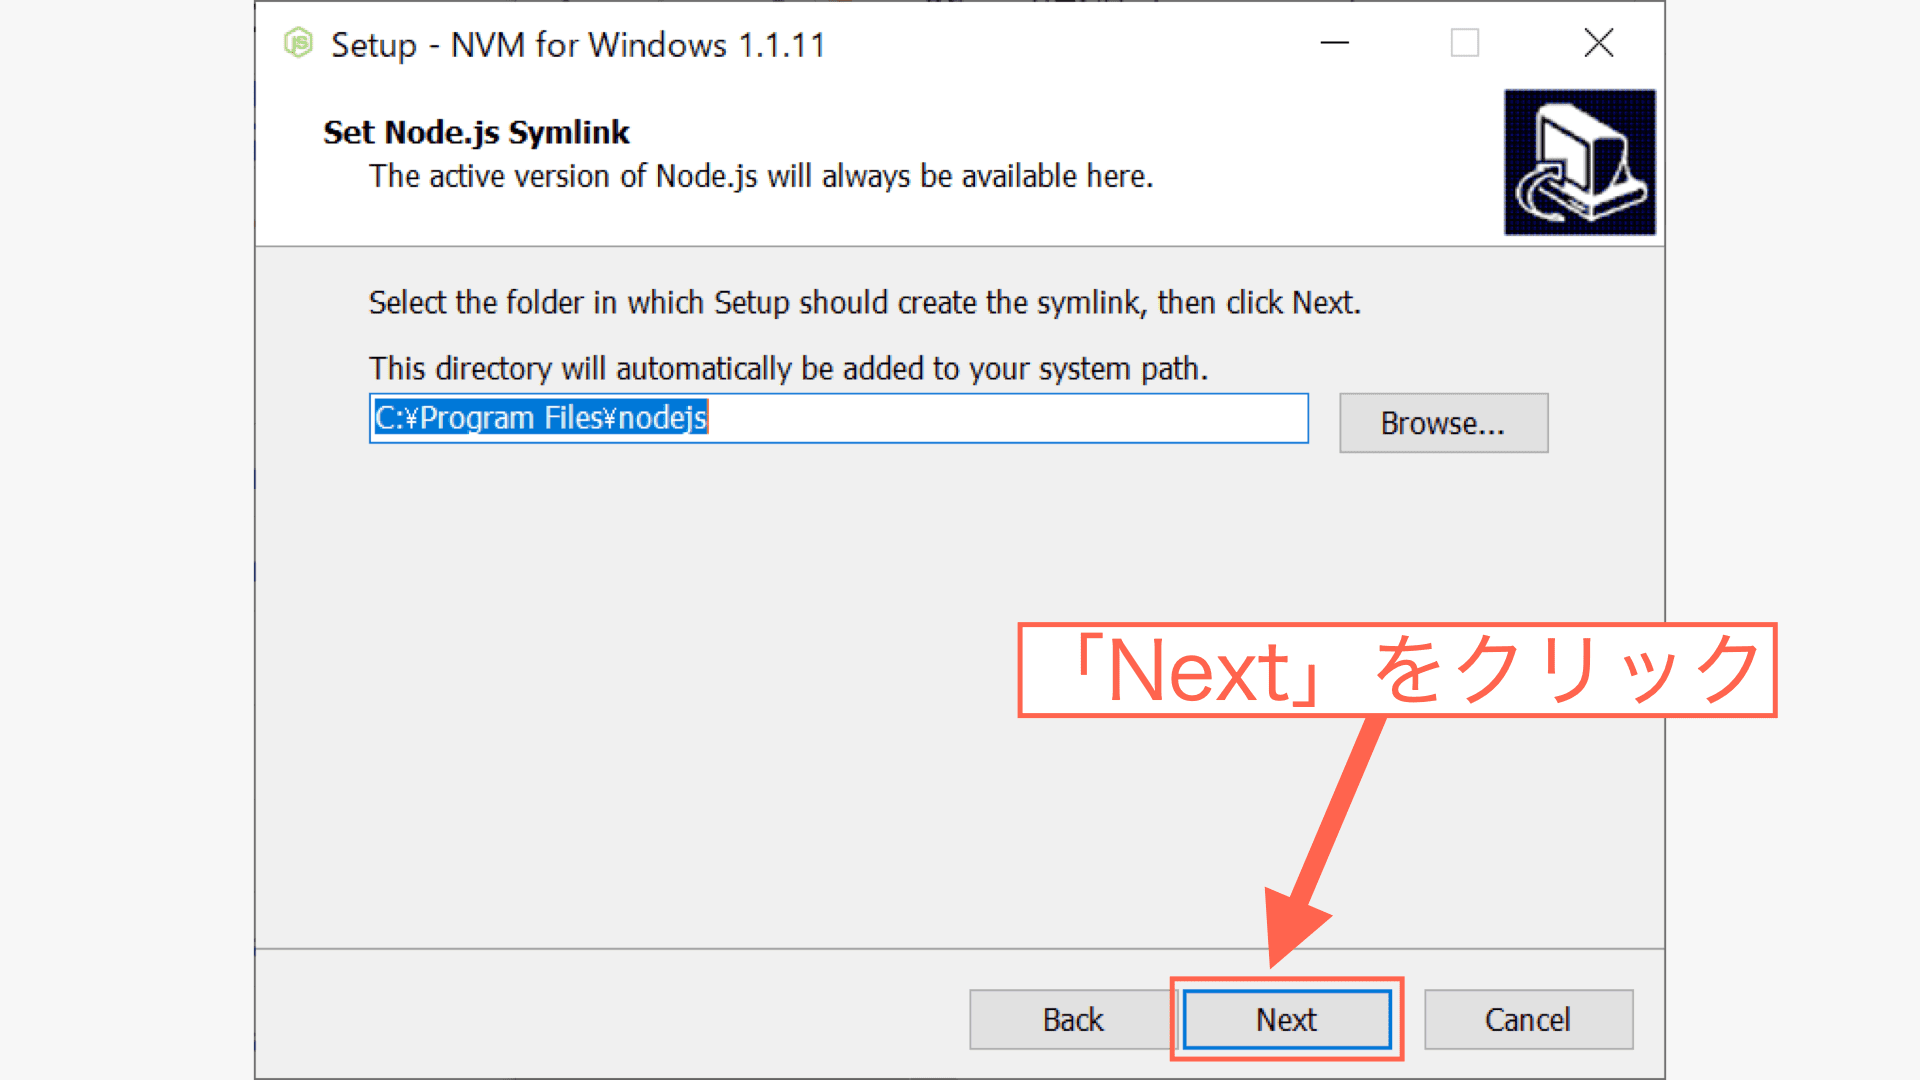 Setup - NVM for Windows 1.1.11
Set Node.js Symlink
The active version of Node.js will always be available here.
Select the folder in which Setup should create the symlink, then click Next.
This directory will automatically be added to your system path.
C:¥Program Files¥nodejs
Browse...
「Next」をクリック
Back
Next
Cancel